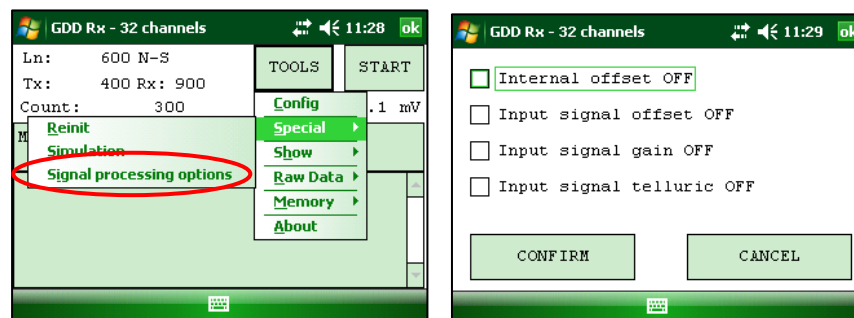 GDD Rx - 32 channels 11:28 ok
Ln: 600 N-S
Tx: 400 Rx: 900
TOOLS START
Count: 300 .1 mV
Config
Special
Show
Raw Data
Memory
About
M
Reinit
Simulation
Signal processing options
GDD Rx - 32 channels 11:29 ok
Internal offset OFF
Input signal offset OFF
Input signal gain OFF
Input signal telluric OFF
CONFIRM CANCEL